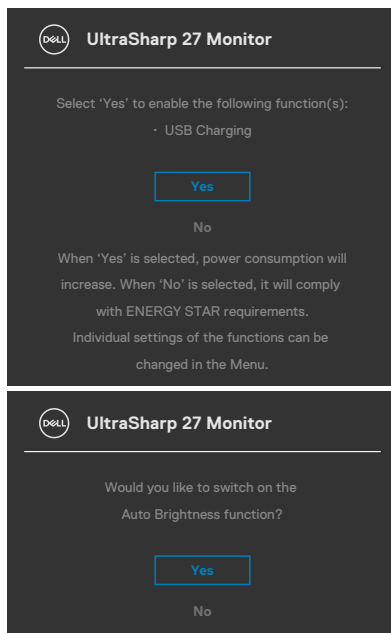 DELL UltraSharp 27 Monitor
Select ‘Yes’ to enable the following function(s):
· USB Charging
Yes
No
When ‘Yes’ is selected, power consumption will
increase. When ‘No’ is selected, it will comply
with ENERGY STAR requirements.
Individual settings of the functions can be
changed in the Menu.
DELL UltraSharp 27 Monitor
Would you like to switch on the
Auto Brightness function?
Yes
No